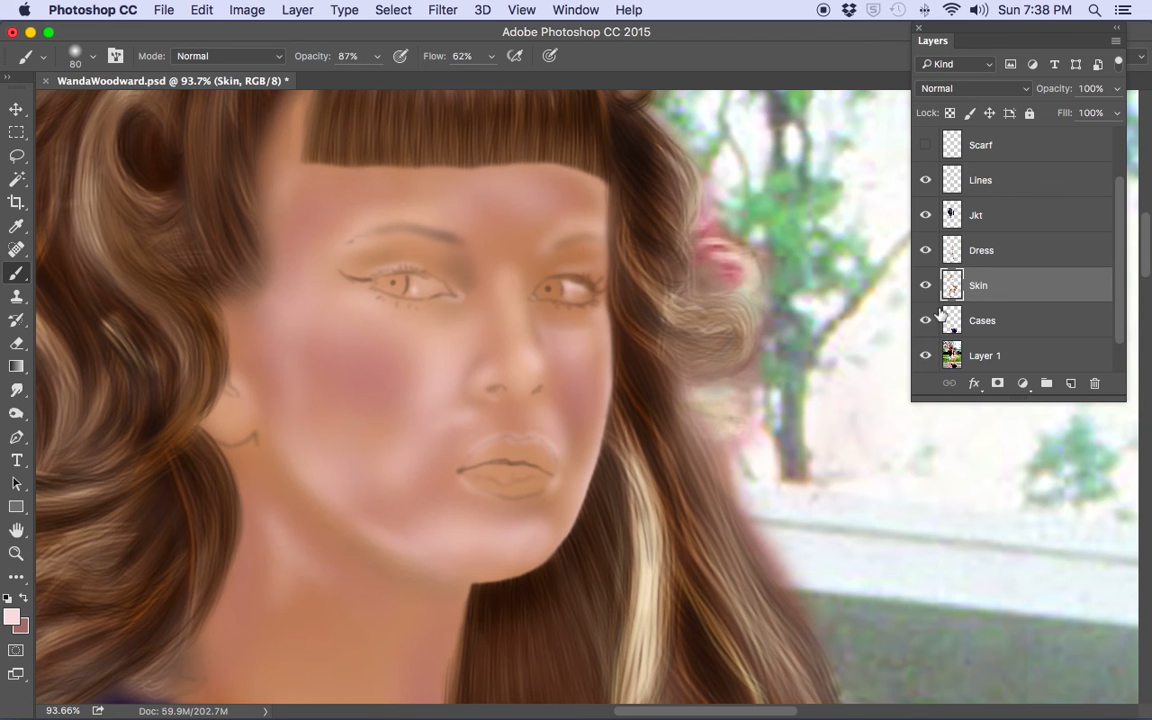 Photoshop CC File Edit Image Layer Type Select Filter 3D View Window Help Sun 7:38 PM
Adobe Photoshop CC 2015
80 Mode: Normal Opacity: 87% Flow: 62%
WandaWoodward.psd @ 93.7% (Skin, RGB/8) *
Layers
Kind
Normal Opacity: 100%
Lock: Fill: 100%
Scarf
Lines
Jkt
Dress
Skin
Cases
Layer 1
fx
93.66% Doc: 59.9M/202.7M